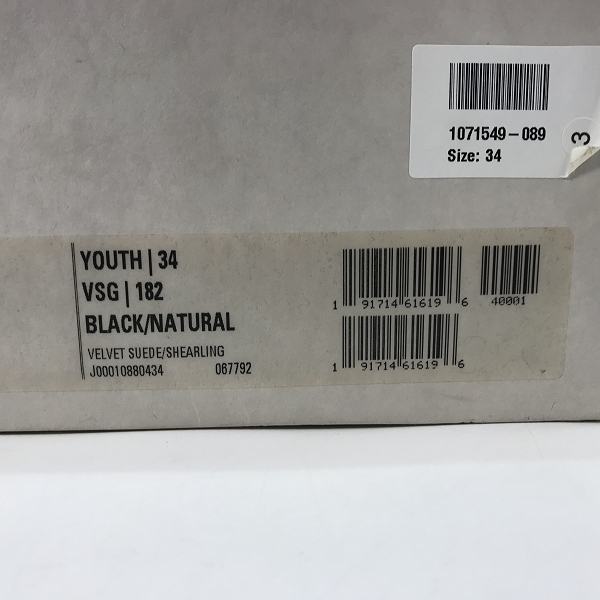 1071549-089
Size: 34
3
YOUTH | 34
VSG | 182
BLACK/NATURAL
VELVET SUEDE/SHEARLING
J00010880434 067792
1 91714 61619 6
40001
1 91714 61619 6